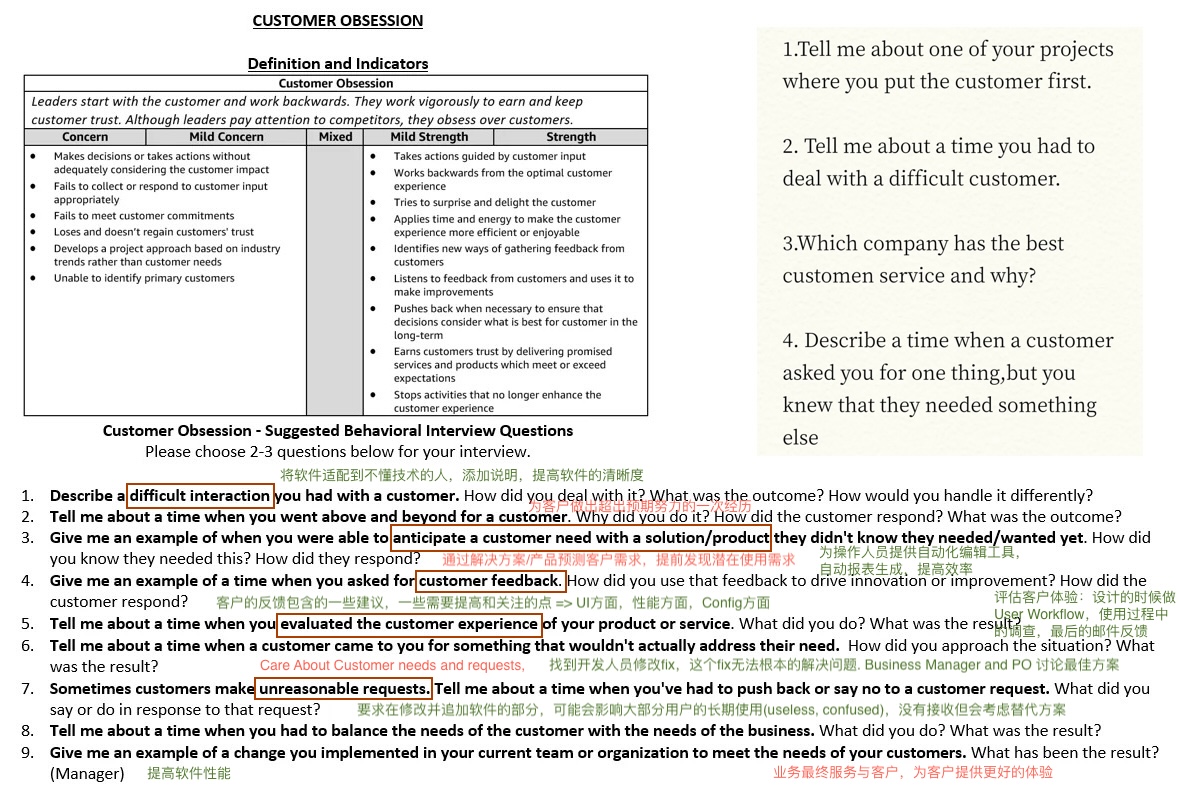 CUSTOMER OBSESSION
Definition and Indicators
Customer Obsession
Leaders start with the customer and work backwards. They work vigorously to earn and keep
customer trust. Although leaders pay attention to competitors, they obsess over customers.
Concern Mild Concern Mixed Mild Strength Strength
• Makes decisions or takes actions without
adequately considering the customer impact
• Fails to collect or respond to customer input
appropriately
• Fails to meet customer commitments
• Loses and doesn't regain customers' trust
• Develops a project approach based on industry
trends rather than customer needs
• Unable to identify primary customers
• Takes actions guided by customer input
• Works backwards from the optimal customer
experience
• Tries to surprise and delight the customer
• Applies time and energy to make the customer
experience more efficient or enjoyable
• Identifies new ways of gathering feedback from
customers
• Listens to feedback from customers and uses it to
make improvements
• Pushes back when necessary to ensure that
decisions consider what is best for customer in the
long-term
• Earns customers trust by delivering promised
services and products which meet or exceed
expectations
• Stops activities that no longer enhance the
customer experience
1.Tell me about one of your projects
where you put the customer first.
2. Tell me about a time you had to
deal with a difficult customer.
3.Which company has the best
customen service and why?
4. Describe a time when a customer
asked you for one thing,but you
knew that they needed something
else
Customer Obsession - Suggested Behavioral Interview Questions
Please choose 2-3 questions below for your interview.
将软件适配到不懂技术的人，添加说明，提高软件的清晰度
1. Describe a difficult interaction you had with a customer. How did you deal with it? What was the outcome? How would you handle it differently?
为客户做出超出预期努力的一次经历
2. Tell me about a time when you went above and beyond for a customer. Why did you do it? How did the customer respond? What was the outcome?
3. Give me an example of when you were able to anticipate a customer need with a solution/product they didn't know they needed/wanted yet. How did
you know they needed this? How did they respond? 通过解决方案/产品预测客户需求，提前发现潜在使用需求
为操作人员提供自动化编辑工具，
自动报表生成，提高效率
4. Give me an example of a time when you asked for customer feedback. How did you use that feedback to drive innovation or improvement? How did the
customer respond? 客户的反馈包含的一些建议，一些需要提高和关注的点 => UI方面，性能方面，Config方面
评估客户体验：设计的时候做
User Workflow，使用过程中
的调查，最后的邮件反馈
5. Tell me about a time when you evaluated the customer experience of your product or service. What did you do? What was the result?
6. Tell me about a time when a customer came to you for something that wouldn't actually address their need. How did you approach the situation? What
was the result? Care About Customer needs and requests, 找到开发人员修改fix，这个fix无法根本的解决问题. Business Manager and PO 讨论最佳方案
7. Sometimes customers make unreasonable requests. Tell me about a time when you've had to push back or say no to a customer request. What did you
say or do in response to that request? 要求在修改并追加软件的部分，可能会影响大部分用户的长期使用(useless, confused)，没有接收但会考虑替代方案
8. Tell me about a time when you had to balance the needs of the customer with the needs of the business. What did you do? What was the result?
9. Give me an example of a change you implemented in your current team or organization to meet the needs of your customers. What has been the result?
(Manager) 提高软件性能 业务最终服务与客户，为客户提供更好的体验